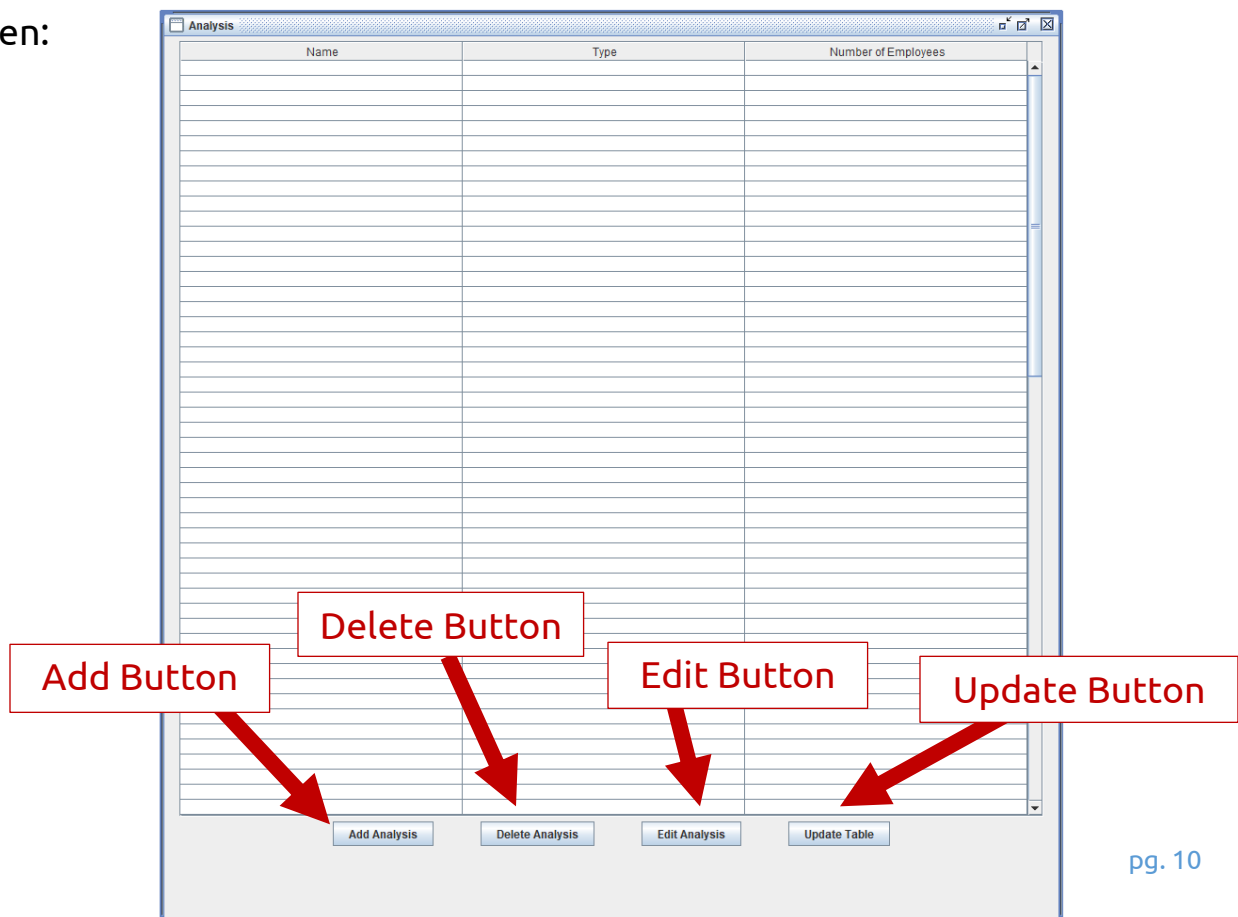 en:
Analysis
Name Type Number of Employees
Delete Button
Add Button Edit Button Update Button
Add Analysis Delete Analysis Edit Analysis Update Table
pg. 10